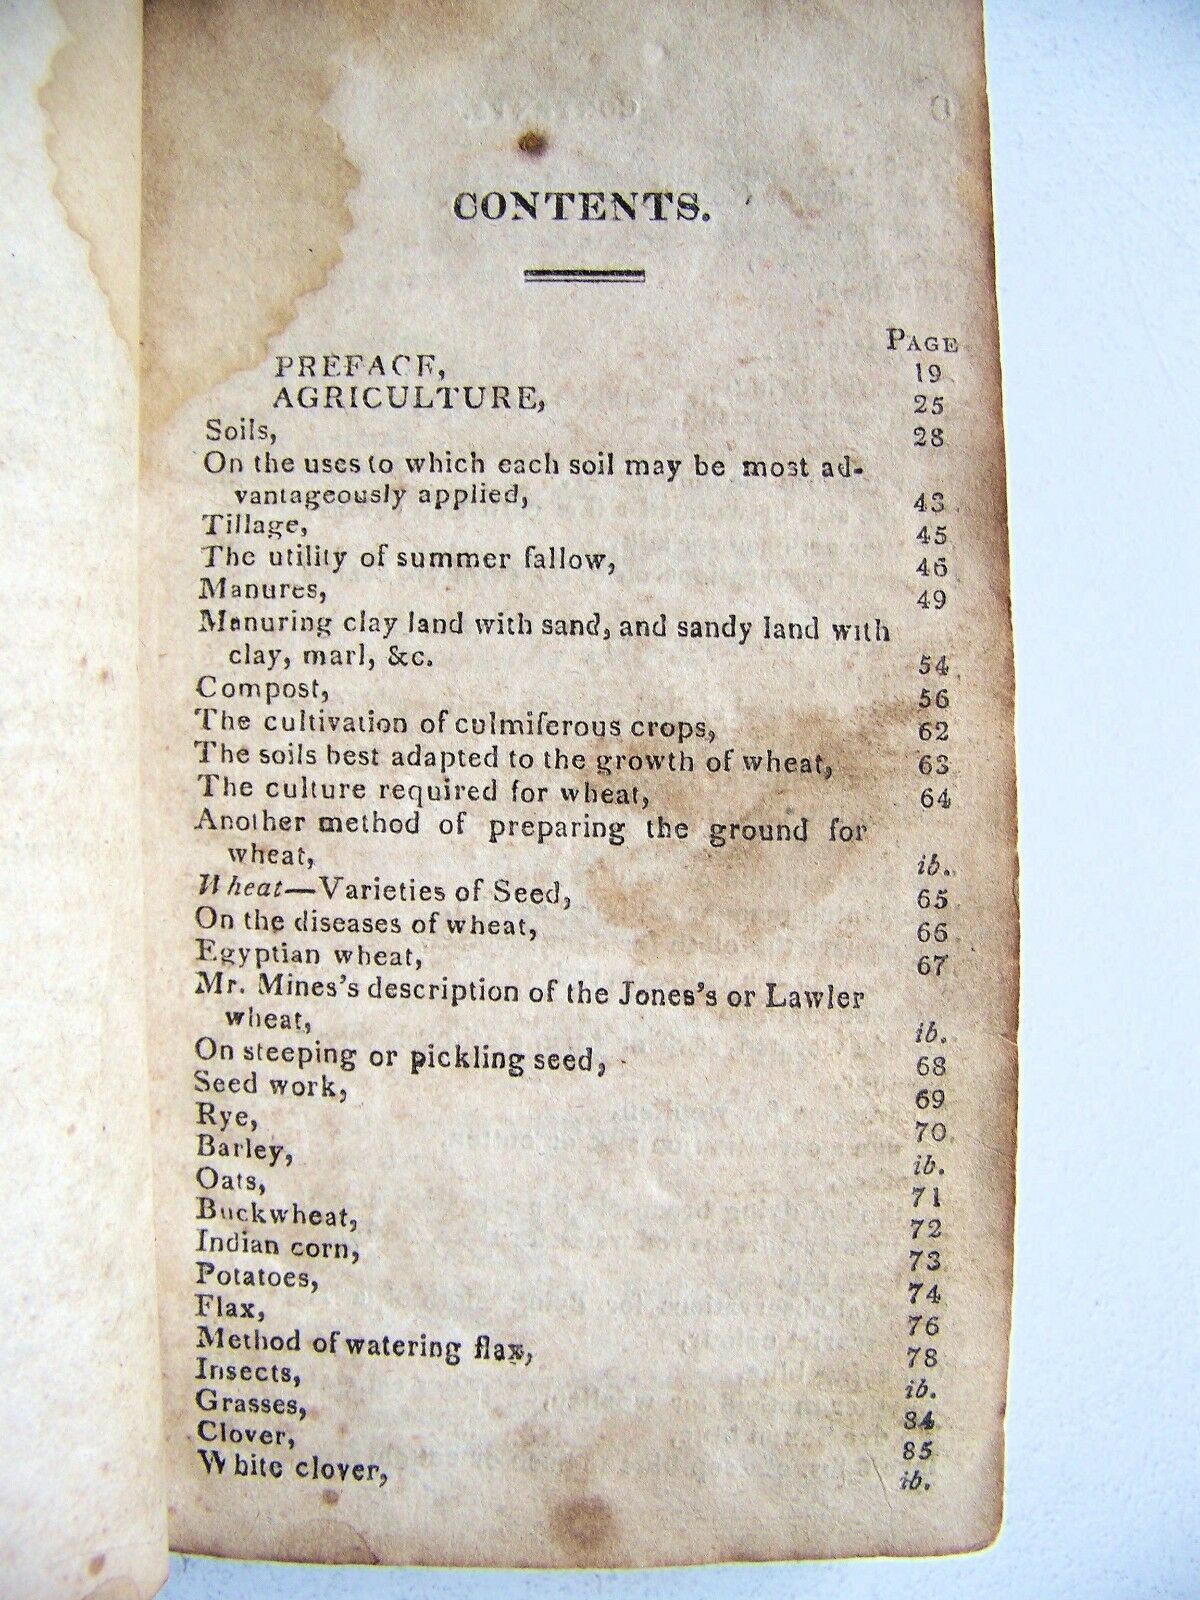 CONTENTS.
PAGE
PREFACE, 19
AGRICULTURE, 25
Soils, 28
On the uses to which each soil may be most ad-
vantageously applied, 43
Tillage, 45
The utility of summer fallow, 46
Manures, 49
Manuring clay land with sand, and sandy land with
clay, marl, &c. 54
Compost, 56
The cultivation of culmiferous crops, 62
The soils best adapted to the growth of wheat, 63
The culture required for wheat, 64
Another method of preparing the ground for
wheat, ib.
Wheat—Varieties of Seed, 65
On the diseases of wheat, 66
Egyptian wheat, 67
Mr. Mines's description of the Jones's or Lawler
wheat, ib.
On steeping or pickling seed, 68
Seed work, 69
Rye, 70
Barley, ib.
Oats, 71
Buckwheat, 72
Indian corn, 73
Potatoes, 74
Flax, 76
Method of watering flax, 78
Insects, ib.
Grasses, 84
Clover, 85
White clover, ib.